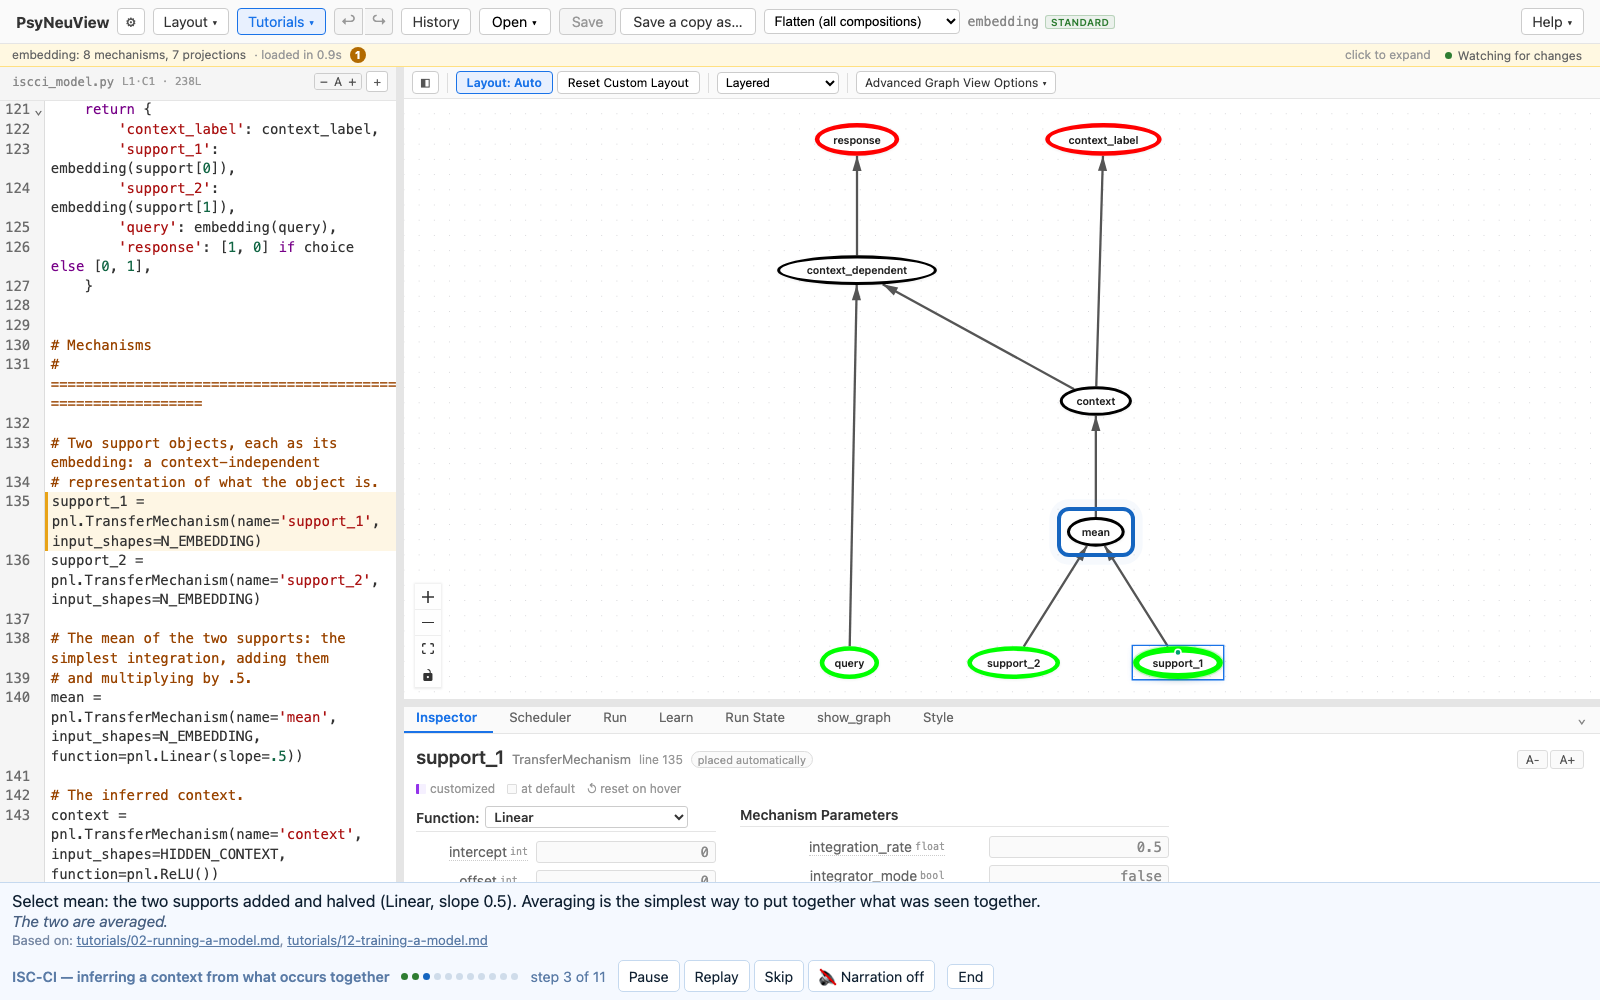 PsyNeuView ⚙ Layout ▾ Tutorials ▾ ↩ ↪ History Open ▾ Save Save a copy as... Flatten (all compositions) embedding STANDARD Help ▾
embedding: 8 mechanisms, 7 projections · loaded in 0.9s 1 click to expand Watching for changes
iscci_model.py L1:C1 · 238L − A + +
Layout: Auto Reset Custom Layout Layered Advanced Graph View Options ▾
121 return {
122 'context_label': context_label,
123 'support_1':
embedding(support[0]),
124 'support_2':
embedding(support[1]),
125 'query': embedding(query),
126 'response': [1, 0] if choice
else [0, 1],
127 }
128
129
130 # Mechanisms
131 #
========================================
==================
132
133 # Two support objects, each as its
embedding: a context-independent
134 # representation of what the object is.
135 support_1 =
pnl.TransferMechanism(name='support_1',
input_shapes=N_EMBEDDING)
136 support_2 =
pnl.TransferMechanism(name='support_2',
input_shapes=N_EMBEDDING)
137
138 # The mean of the two supports: the
simplest integration, adding them
139 # and multiplying by .5.
140 mean =
pnl.TransferMechanism(name='mean',
input_shapes=N_EMBEDDING,
function=pnl.Linear(slope=.5))
141
142 # The inferred context.
143 context =
pnl.TransferMechanism(name='context',
input_shapes=HIDDEN_CONTEXT,
function=pnl.ReLU())
response context_label
context_dependent
context
mean
query support_2 support_1
Inspector Scheduler Run Learn Run State show_graph Style
support_1 TransferMechanism line 135 placed automatically A- A+
customized at default reset on hover
Function: Linear Mechanism Parameters
intercept int 0 integration_rate float 0.5
offset int 0 integrator_mode bool false
Select mean: the two supports added and halved (Linear, slope 0.5). Averaging is the simplest way to put together what was seen together.
The two are averaged.
Based on: tutorials/02-running-a-model.md, tutorials/12-training-a-model.md
ISC-CI — inferring a context from what occurs together step 3 of 11 Pause Replay Skip Narration off End